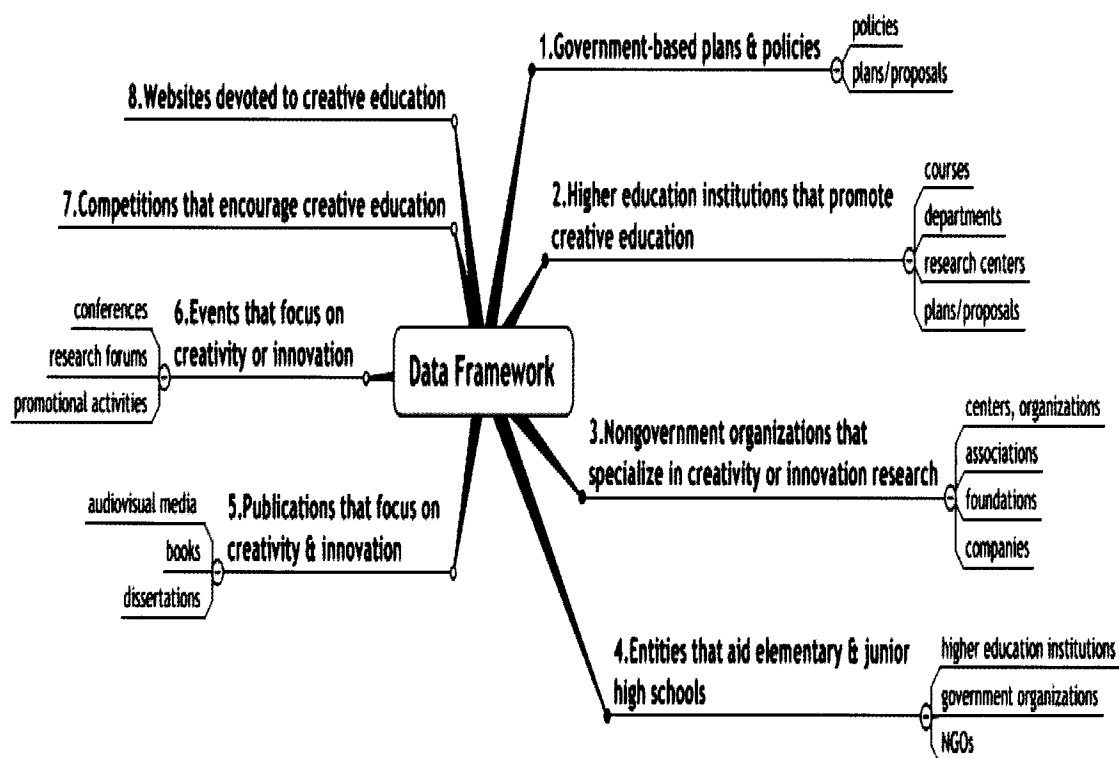 1.Government-based plans & policies
policies
plans/proposals
2.Higher education institutions that promote
creative education
courses
departments
research centers
plans/proposals
3.Nongovernment organizations that
specialize in creativity or innovation research
centers, organizations
associations
foundations
companies
4.Entities that aid elementary & junior
high schools
higher education institutions
government organizations
NGOs
5.Publications that focus on
creativity & innovation
audiovisual media
books
dissertations
6.Events that focus on
creativity or innovation
conferences
research forums
promotional activities
7.Competitions that encourage creative education
8.Websites devoted to creative education
Data Framework